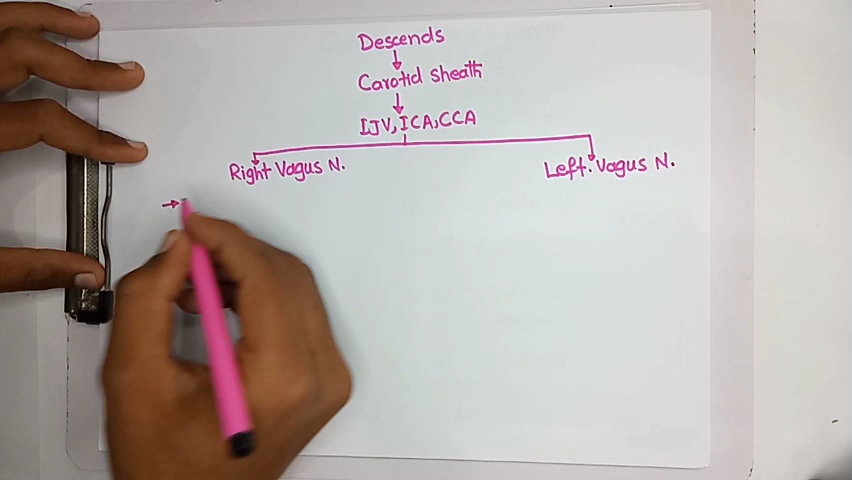 Descends
Carotid Sheath
IJV, ICA, CCA
Right Vagus N.
Left. Vagus N.